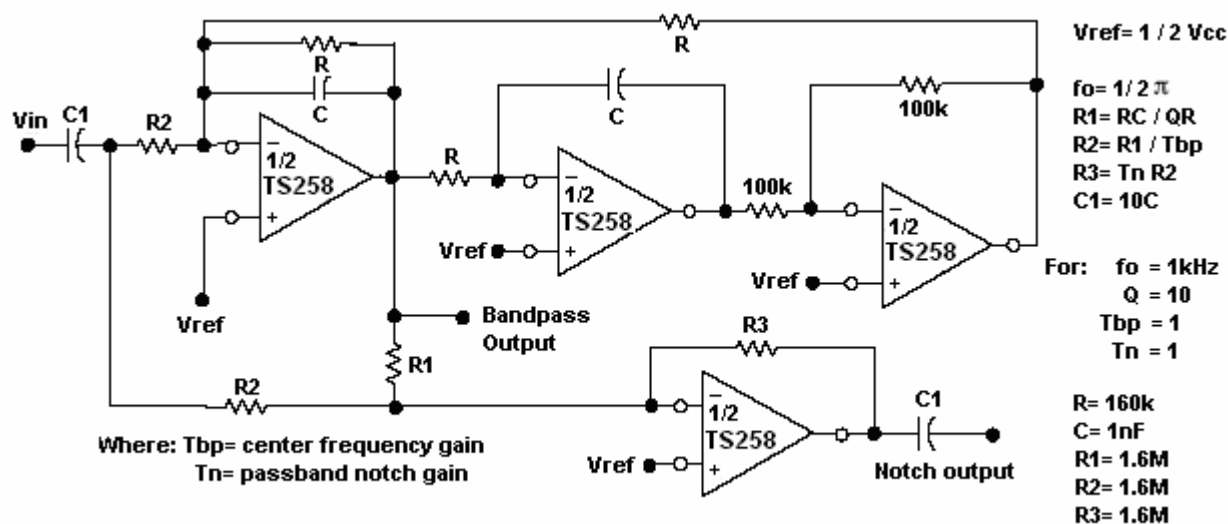 R
Vref= 1 / 2 Vcc
R
100k
fo= 1/ 2 π
R1= RC / QR
R2= R1 / Tbp
R3= Tn R2
C1= 10C
C
C
Vin
C1
R2
−
1/2
TS258
+
R
−
1/2
TS258
+
100k
−
1/2
TS258
+
Vref
Vref
Vref
For: fo = 1kHz
Q = 10
Tbp = 1
Tn = 1
Bandpass
Output
R1
R3
R2
−
1/2
TS258
+
C1
Vref
Notch output
Where: Tbp= center frequency gain
Tn= passband notch gain
R= 160k
C= 1nF
R1= 1.6M
R2= 1.6M
R3= 1.6M